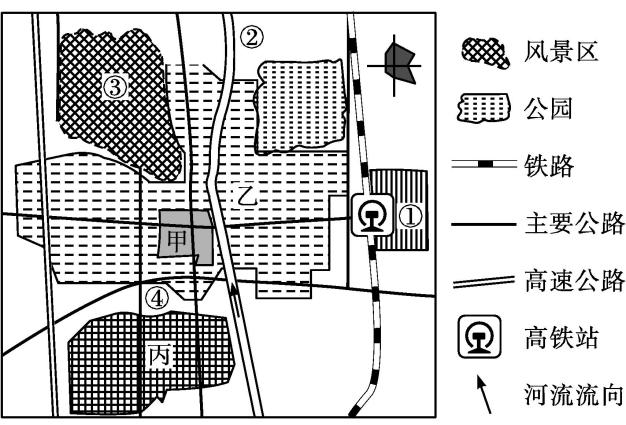 ②
③
乙
①
甲
④
丙
风景区
公园
铁路
主要公路
高速公路
高铁站
河流流向